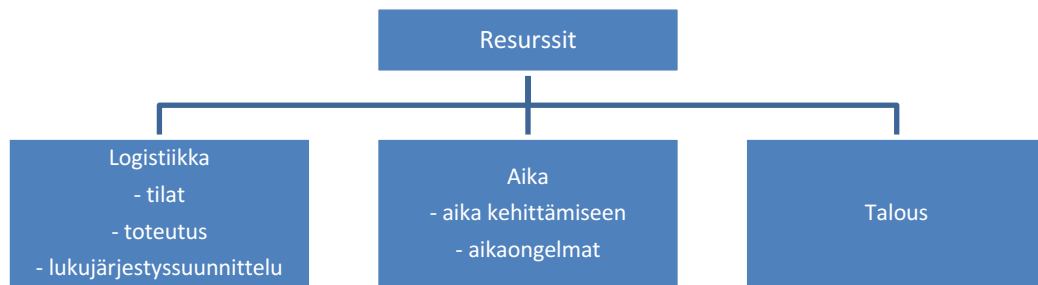 Resurssit
Logistiikka
- tilat
- toteutus
- lukujärjestyssuunnittelu
Aika
- aika kehittämiseen
- aikaongelmat
Talous